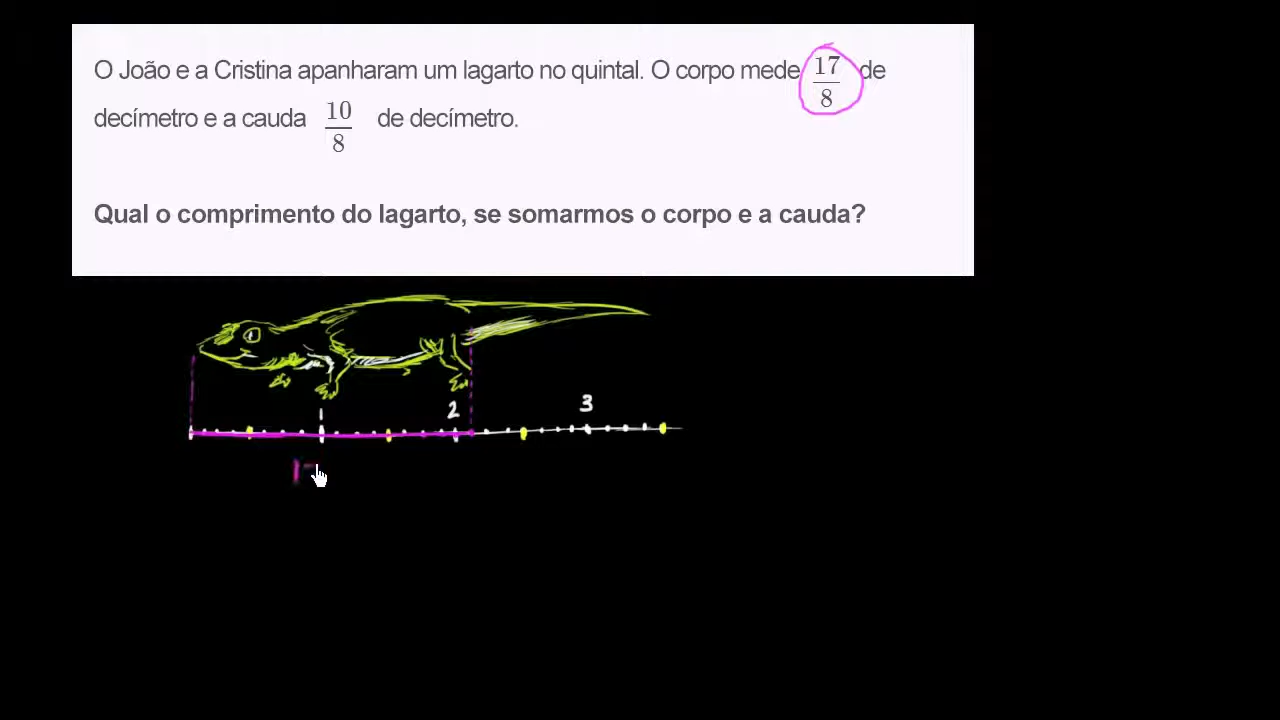 O João e a Cristina apanharam um lagarto no quintal. O corpo mede 17/8 de
decímetro e a cauda 10/8 de decímetro.
Qual o comprimento do lagarto, se somarmos o corpo e a cauda?
2 3